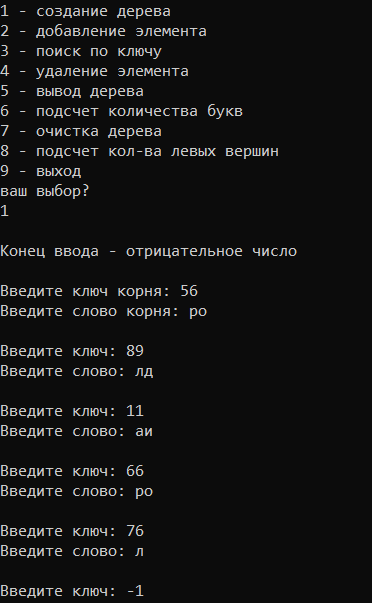 1 - создание дерева
2 - добавление элемента
3 - поиск по ключу
4 - удаление элемента
5 - вывод дерева
6 - подсчет количества букв
7 - очистка дерева
8 - подсчет кол-ва левых вершин
9 - выход
ваш выбор?
1
Конец ввода - отрицательное число
Введите ключ корня: 56
Введите слово корня: ро
Введите ключ: 89
Введите слово: лд
Введите ключ: 11
Введите слово: аи
Введите ключ: 66
Введите слово: ро
Введите ключ: 76
Введите слово: л
Введите ключ: -1